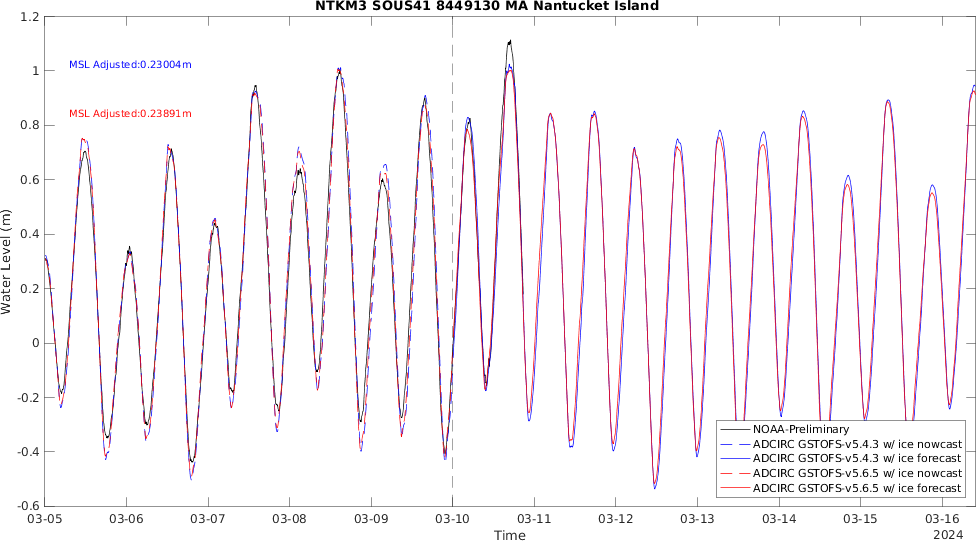 NTKM3 SOUS41 8449130 MA Nantucket Island
1.2
1
0.8
0.6
0.4
0.2
0
-0.2
-0.4
-0.6
Water Level (m)
MSL Adjusted:0.23004m
MSL Adjusted:0.23891m
NOAA-Preliminary
ADCIRC GSTOFS-v5.4.3 w/ ice nowcast
ADCIRC GSTOFS-v5.4.3 w/ ice forecast
ADCIRC GSTOFS-v5.6.5 w/ ice nowcast
ADCIRC GSTOFS-v5.6.5 w/ ice forecast
03-05 03-06 03-07 03-08 03-09 03-10 03-11 03-12 03-13 03-14 03-15 03-16
Time
2024